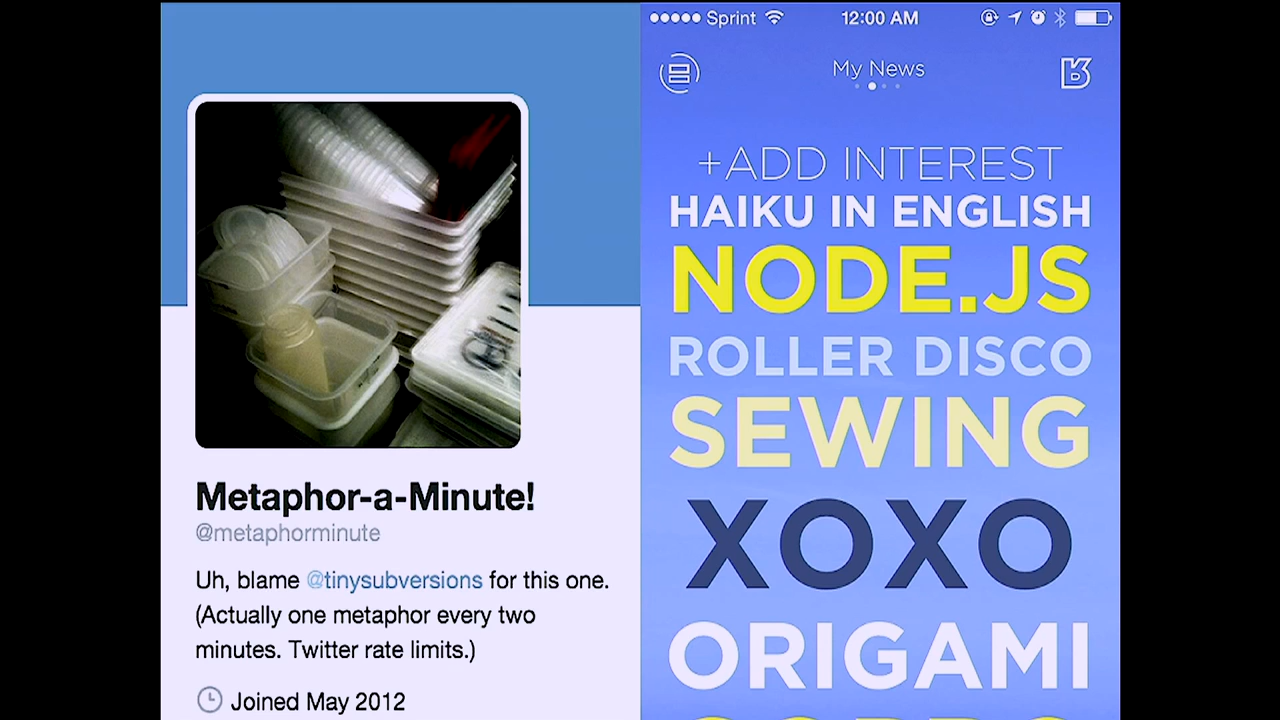 Metaphor-a-Minute!
@metaphorminute
Uh, blame @tinysubversions for this one.
(Actually one metaphor every two
minutes. Twitter rate limits.)
Joined May 2012
Sprint 12:00 AM
My News
+ADD INTEREST
HAIKU IN ENGLISH
NODE.JS
ROLLER DISCO
SEWING
XOXO
ORIGAMI